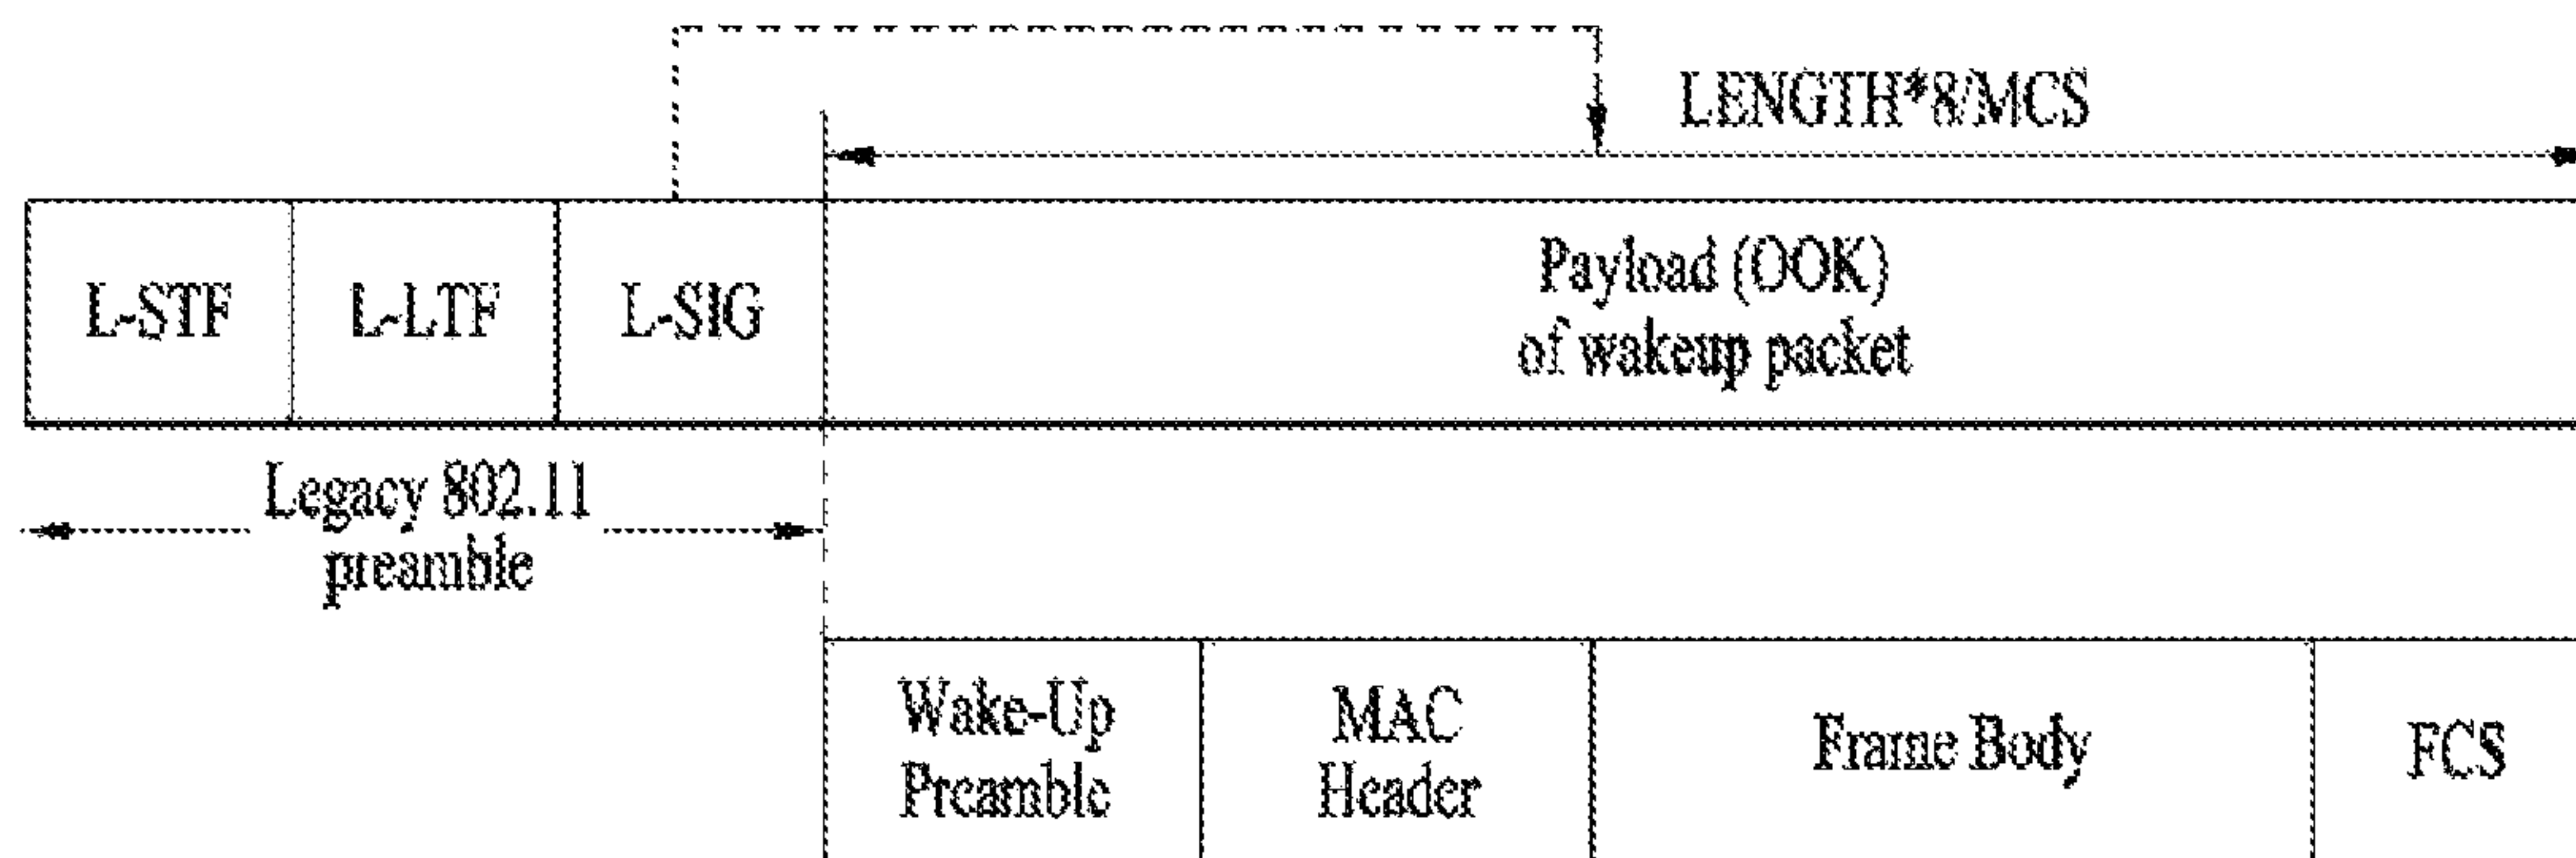 LENGTH*8/MCS
L-STF
L-LTF
L-SIG
Payload (OOK)
of wakeup packet
Legacy 802.11
preamble
Wake-Up
Preamble
MAC
Header
Frame Body
FCS